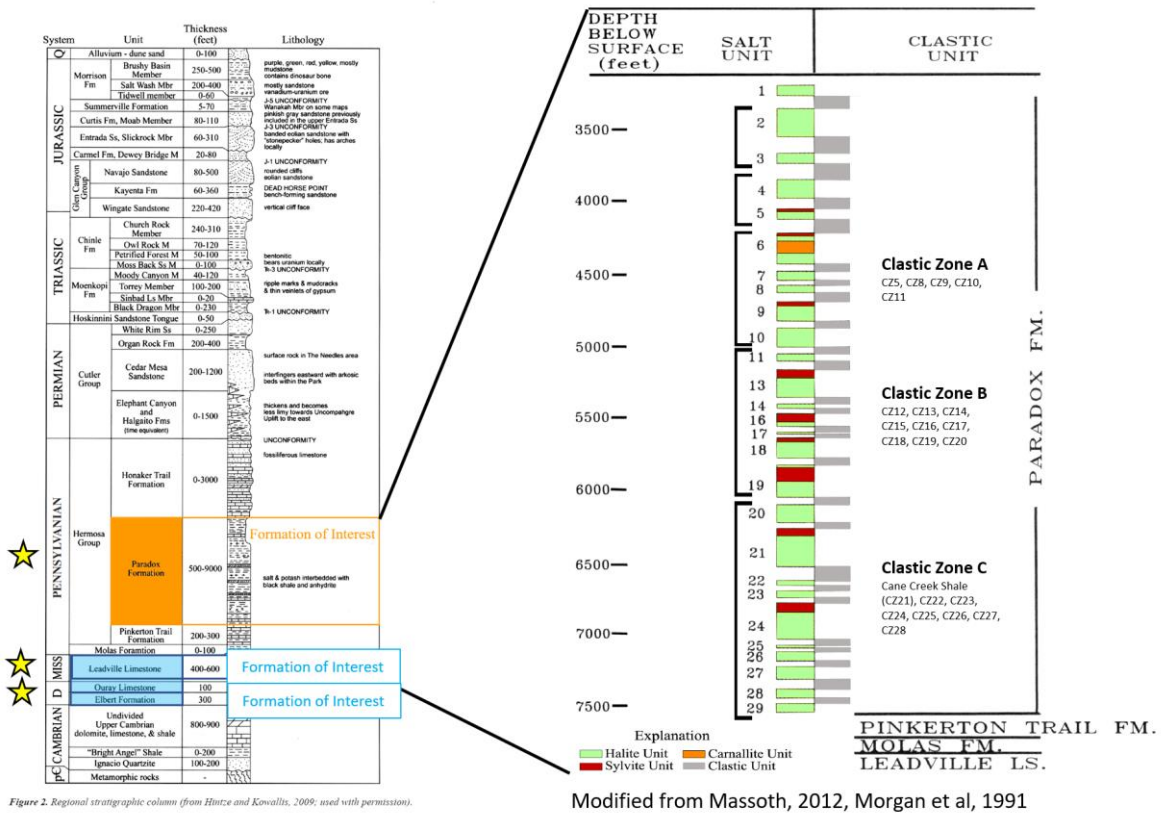 System Unit Thickness (feet) Lithology
Q Alluvium - dune sand 0-100
JURASSIC
Morrison Fm
Brushy Basin Member 250-500
purple, green, red, yellow, mostly mudstone
contains dinosaur bone
Salt Wash Mbr 200-400
mostly sandstone
vanadium-uranium ore
Tidwell member 0-60
J-5 UNCONFORMITY
Summerville Formation 5-70
Wanakah Mbr on some maps
Curtis Fm, Moab Member 80-110
pinkish gray sandstone previously included in the upper Entrada Ss
J-3 UNCONFORMITY
Entrada Ss, Slickrock Mbr 60-310
banded eolian sandstone with "stonepecker" holes; has arches locally
Carmel Fm, Dewey Bridge M 20-80
J-1 UNCONFORMITY
Glen Canyon Group
Navajo Sandstone 80-500
rounded cliffs
eolian sandstone
Kayenta Fm 60-360
DEAD HORSE POINT
bench-forming sandstone
Wingate Sandstone 220-420
vertical cliff face
TRIASSIC
Chinle Fm
Church Rock Member 240-310
Owl Rock M 70-120
Petrified Forest M 50-100
bentonitic
Moss Back Ss M 0-100
bears uranium locally
Tr-3 UNCONFORMITY
Moenkopi Fm
Moody Canyon M 40-120
Torrey Member 100-200
ripple marks & mudcracks
& thin veinlets of gypsum
Sinbad Ls Mbr 0-20
Black Dragon Mbr 0-230
Tr-1 UNCONFORMITY
Hoskinnini Sandstone Tongue 0-50
PERMIAN
Cutler Group
White Rim Ss 0-250
Organ Rock Fm 200-400
Cedar Mesa Sandstone 200-1200
surface rock in The Needles area
interfingers eastward with arkosic beds within the Park
Elephant Canyon and Halgaito Fms (time equivalent) 0-1500
thickens and becomes less limy towards Uncompahgre Uplift to the east
UNCONFORMITY
PENNSYLVANIAN
Hermosa Group
Honaker Trail Formation 0-3000
fossiliferous limestone
Paradox Formation 500-9000
Formation of Interest
salt & potash interbedded with black shale and anhydrite
Pinkerton Trail Formation 200-300
Molas Foramtion 0-100
MISS
Leadville Limestone 400-600
Formation of Interest
D
Ouray Limestone 100
Elbert Formation 300
Formation of Interest
CAMBRIAN
Undivided Upper Cambrian dolomite, limestone, & shale 800-900
"Bright Angel" Shale 0-200
Ignacio Quartzite 100-200
pC
Metamorphic rocks -
Figure 2. Regional stratigraphic column (from Hintze and Kowallis, 2009; used with permission).
DEPTH
BELOW
SURFACE
(feet)
SALT
UNIT
CLASTIC
UNIT
3500
4000
4500
5000
5500
6000
6500
7000
7500
1
2
3
4
5
6
7
8
9
10
11
13
14
16
17
18
19
20
21
22
23
24
25
26
27
28
29
Clastic Zone A
CZ5, CZ8, CZ9, CZ10,
CZ11
Clastic Zone B
CZ12, CZ13, CZ14,
CZ15, CZ16, CZ17,
CZ18, CZ19, CZ20
Clastic Zone C
Cane Creek Shale
(CZ21), CZ22, CZ23,
CZ24, CZ25, CZ26, CZ27,
CZ28
PARADOX FM.
PINKERTON TRAIL FM.
MOLAS FM.
LEADVILLE LS.
Explanation
Halite Unit Carnallite Unit
Sylvite Unit Clastic Unit
Modified from Massoth, 2012, Morgan et al, 1991